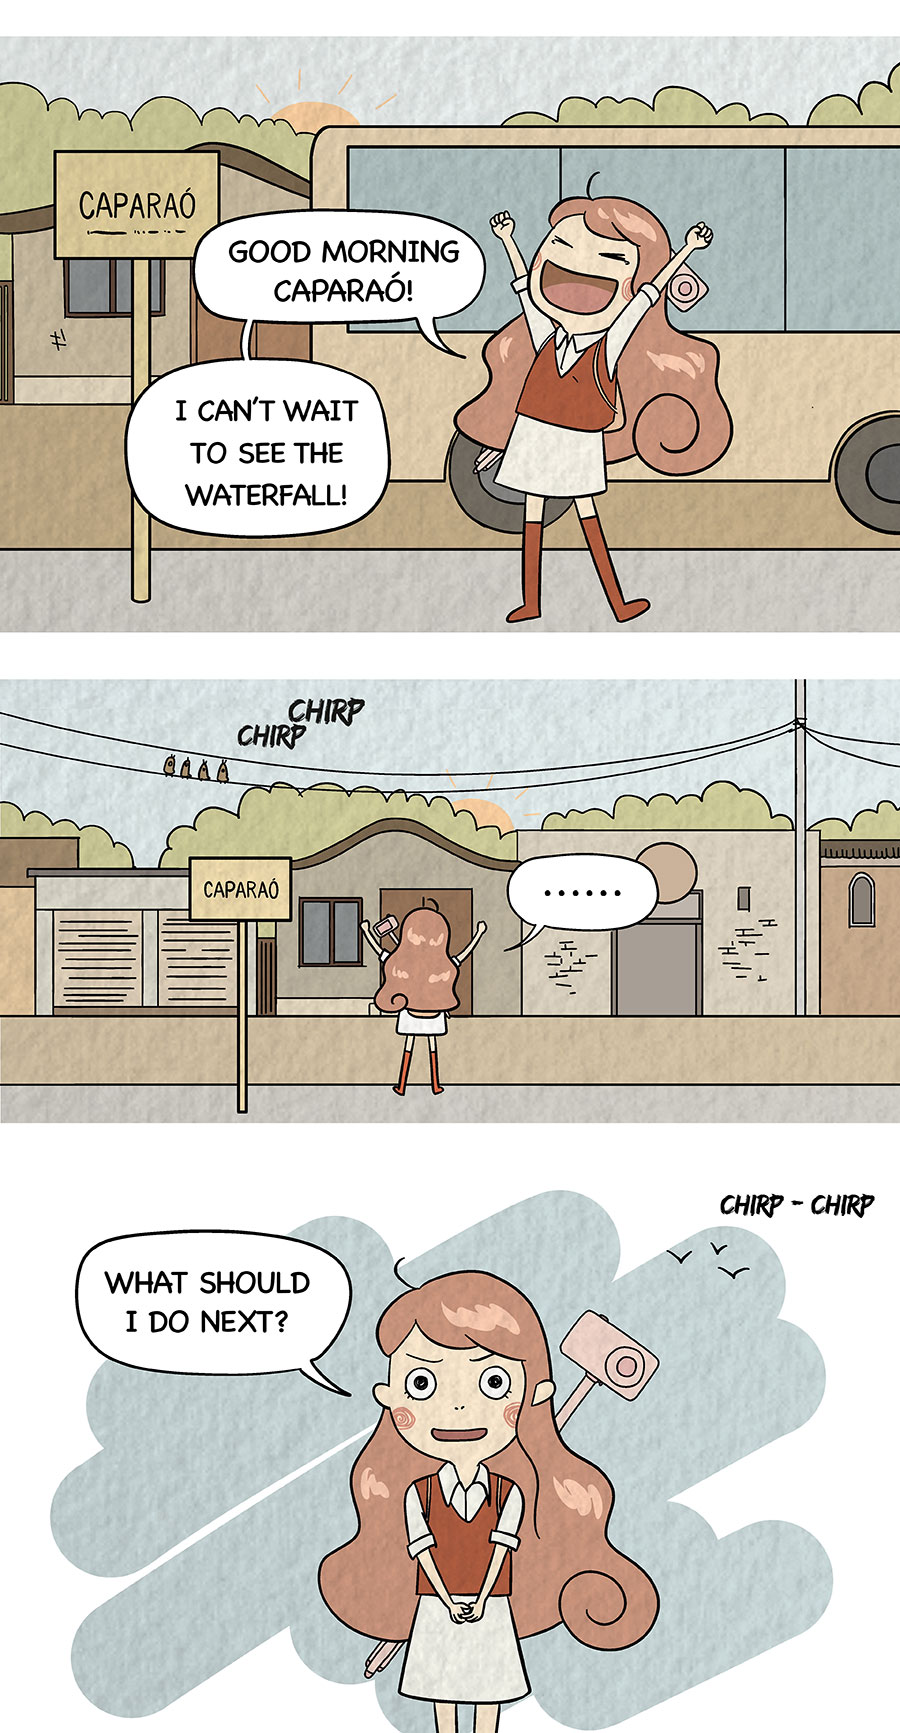 CAPARAÓ
GOOD MORNING
CAPARAÓ!
I CAN'T WAIT
TO SEE THE
WATERFALL!
CHIRP
CHIRP
CAPARAÓ
......
CHIRP - CHIRP
WHAT SHOULD
I DO NEXT?